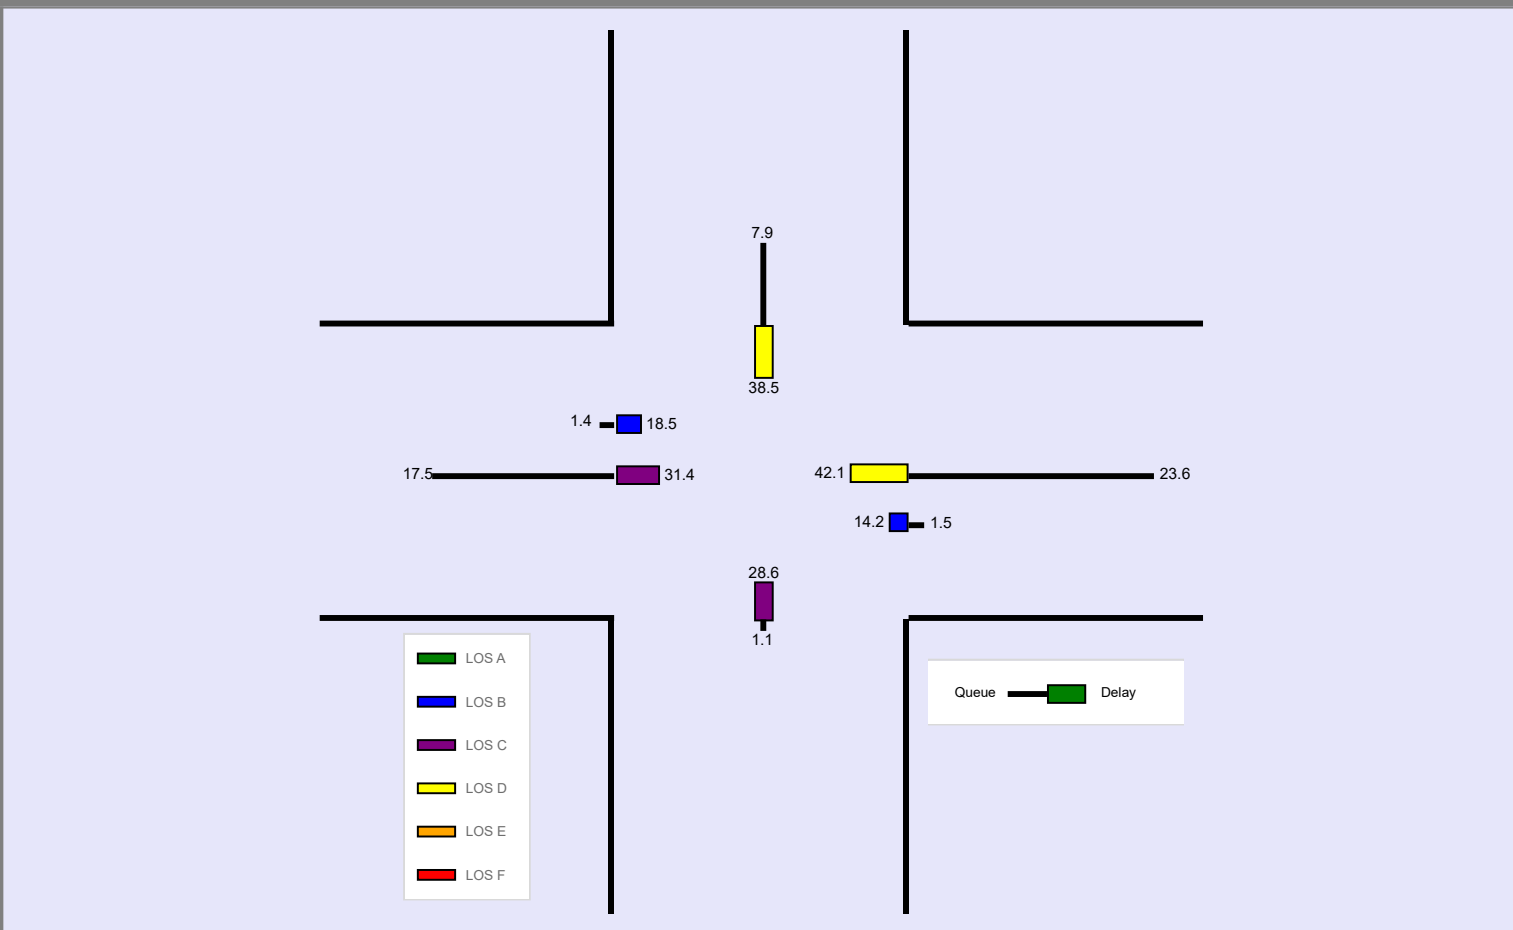 7.9
38.5
1.4 18.5
17.5 31.4 42.1 23.6
14.2 1.5
28.6
1.1
LOS A
LOS B
LOS C
LOS D
LOS E
LOS F
Queue Delay